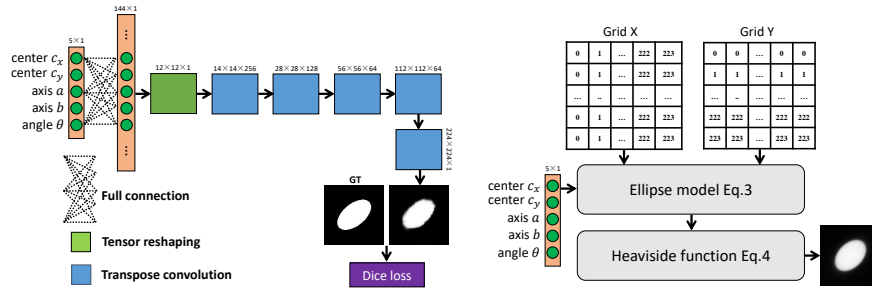 144×1
5×1
center c_x
center c_y
axis a
axis b
angle θ
12×12×1
14×14×256
28×28×128
56×56×64
112×112×64
224×224×1
GT
Full connection
Tensor reshaping
Transpose convolution
Dice loss
Grid X
0 1 ... 222 223
0 1 ... 222 223
... .. ... ... ...
0 1 ... 222 223
0 1 ... 222 223
Grid Y
0 0 ... 0 0
1 1 ... 1 1
... .. ... ... ...
222 222 ... 222 222
223 223 ... 223 223
5×1
center c_x
center c_y
axis a
axis b
angle θ
Ellipse model Eq.3
Heaviside function Eq.4